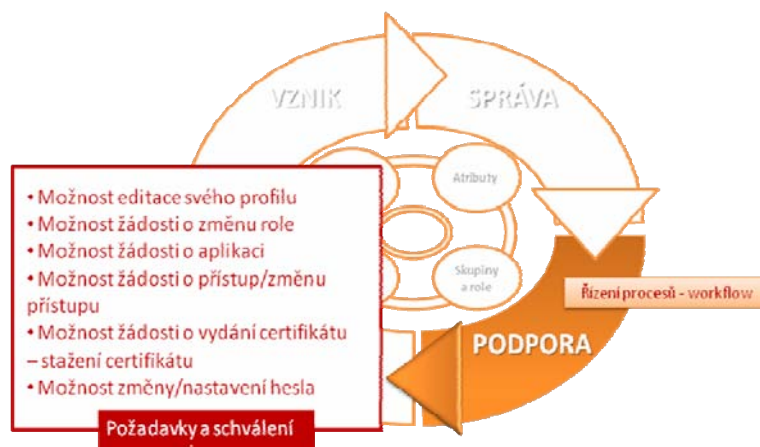 VZNIK
SPRÁVA
Atributy
• Možnost editace svého profilu
• Možnost žádosti o změnu role
• Možnost žádosti o aplikaci
• Možnost žádosti o přístup/změnu
přístupu
• Možnost žádosti o vydání certifikátu
– stažení certifikátu
• Možnost změny/nastavení hesla
Skupiny
a role
Řízení procesů - workflow
PODPORA
Požadavky a schválení